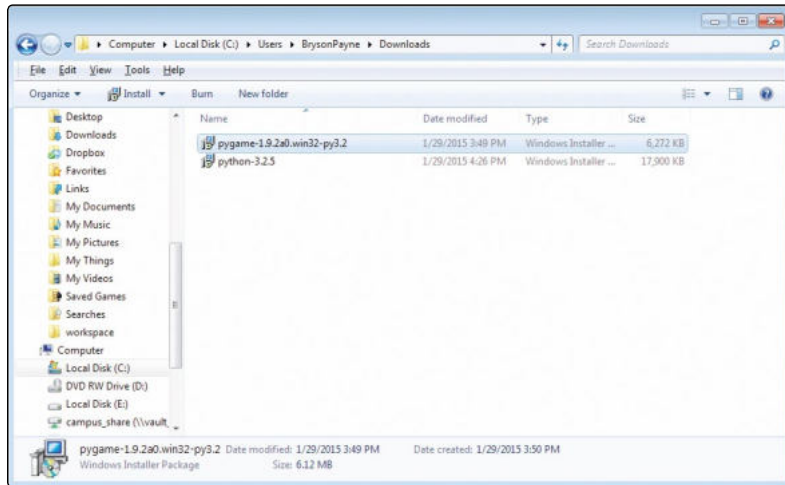 Computer ▸ Local Disk (C:) ▸ Users ▸ BrysonPayne ▸ Downloads
Search Downloads
File Edit View Tools Help
Organize Install Burn New folder
Name Date modified Type Size
pygame-1.9.2a0.win32-py3.2 1/29/2015 3:49 PM Windows Installer ... 6,272 KB
python-3.2.5 1/29/2015 4:26 PM Windows Installer ... 17,900 KB
Desktop
Downloads
Dropbox
Favorites
Links
My Documents
My Music
My Pictures
My Things
My Videos
Saved Games
Searches
workspace
Computer
Local Disk (C:)
DVD RW Drive (D:)
Local Disk (E:)
campus_share (\\vault_
pygame-1.9.2a0.win32-py3.2 Date modified: 1/29/2015 3:49 PM Date created: 1/29/2015 3:50 PM
Windows Installer Package Size: 6.12 MB